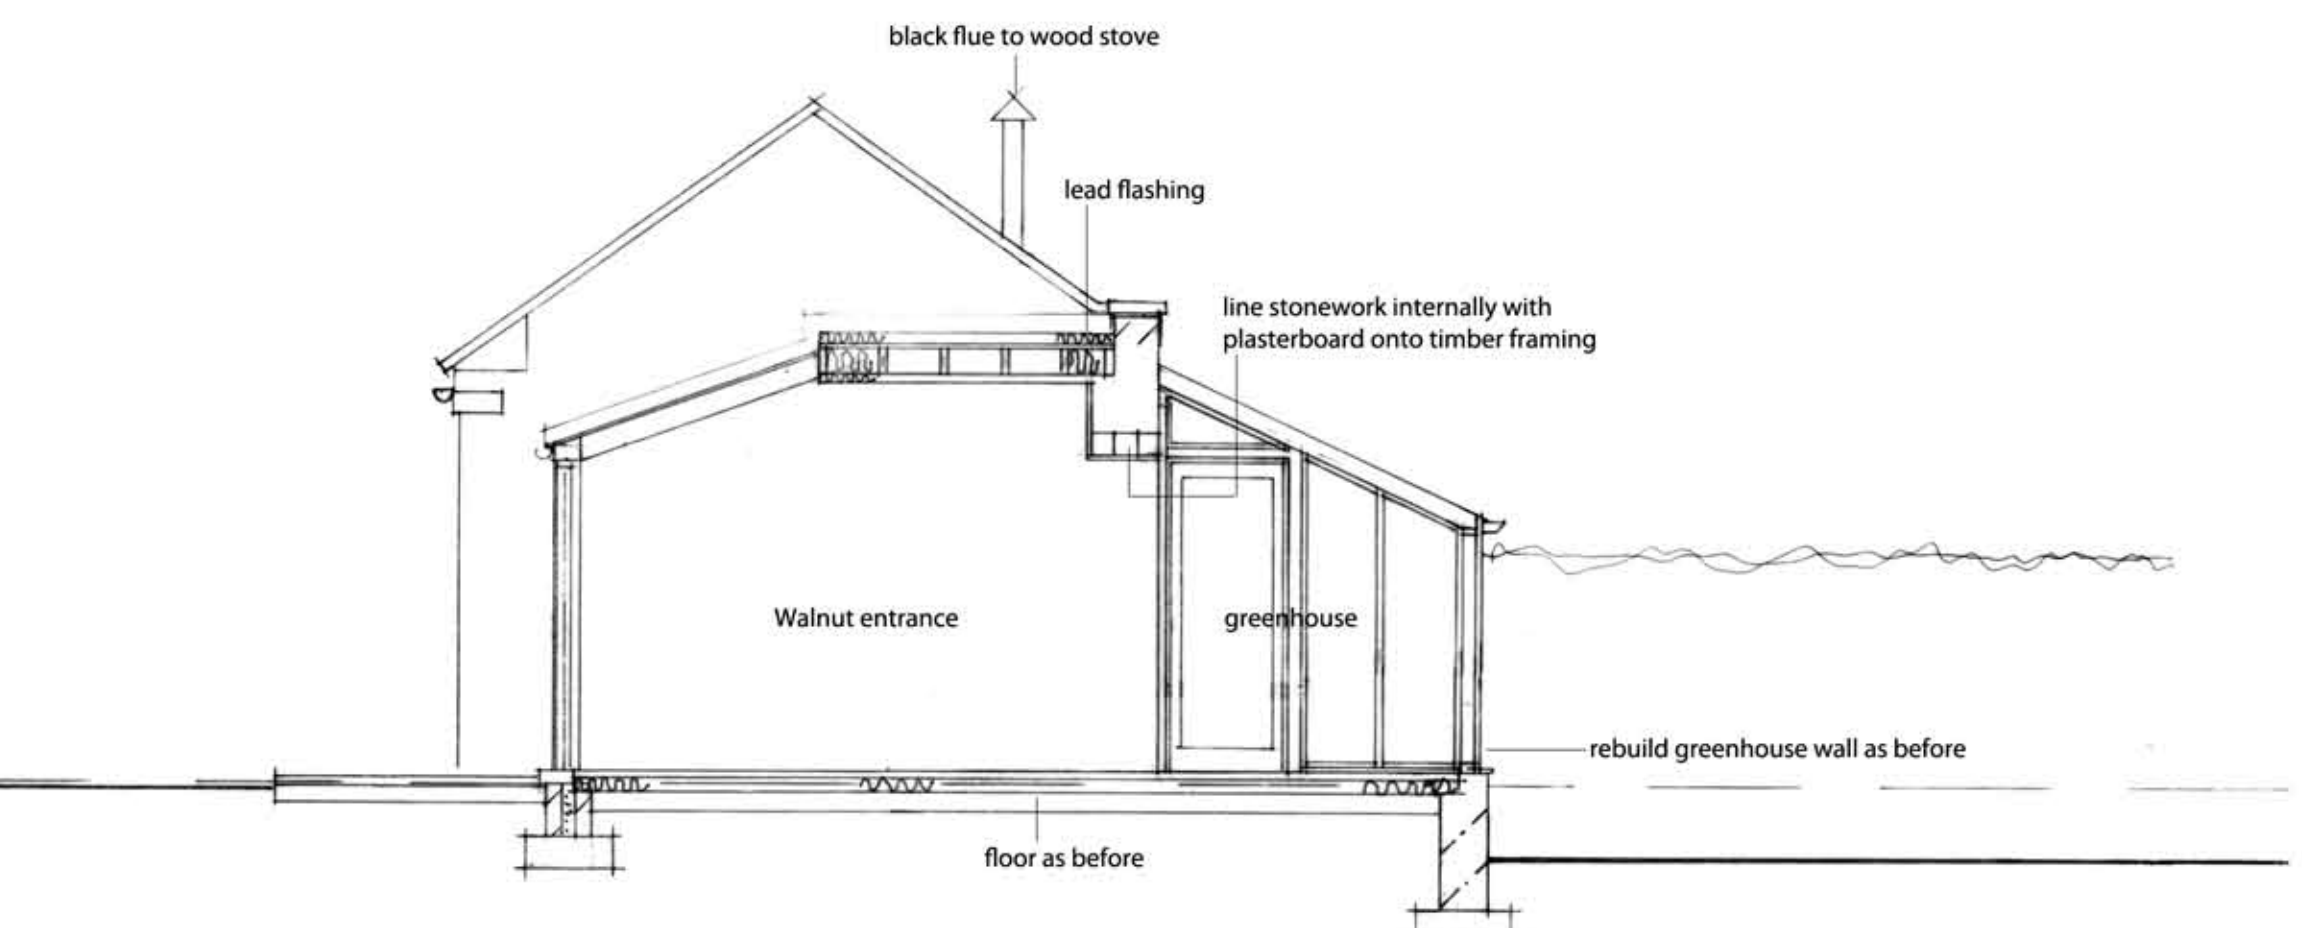 black flue to wood stove
lead flashing
line stonework internally with
plasterboard onto timber framing
Walnut entrance
greenhouse
rebuild greenhouse wall as before
floor as before